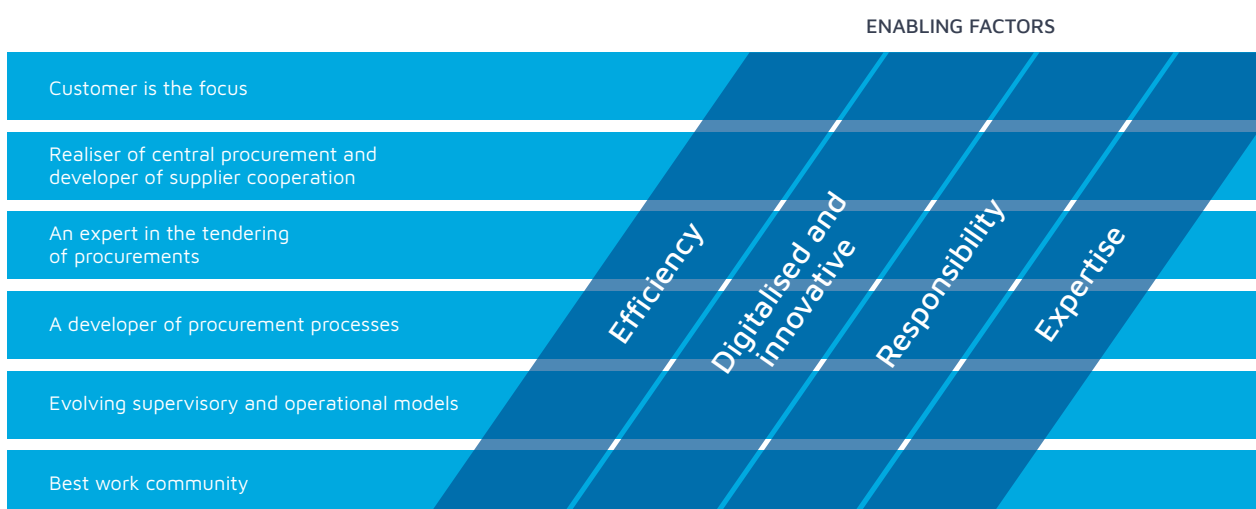 ENABLING FACTORS
Customer is the focus
Realiser of central procurement and
developer of supplier cooperation
An expert in the tendering
of procurements
A developer of procurement processes
Evolving supervisory and operational models
Best work community
Efficiency
Digitalised and
innovative
Responsibility
Expertise